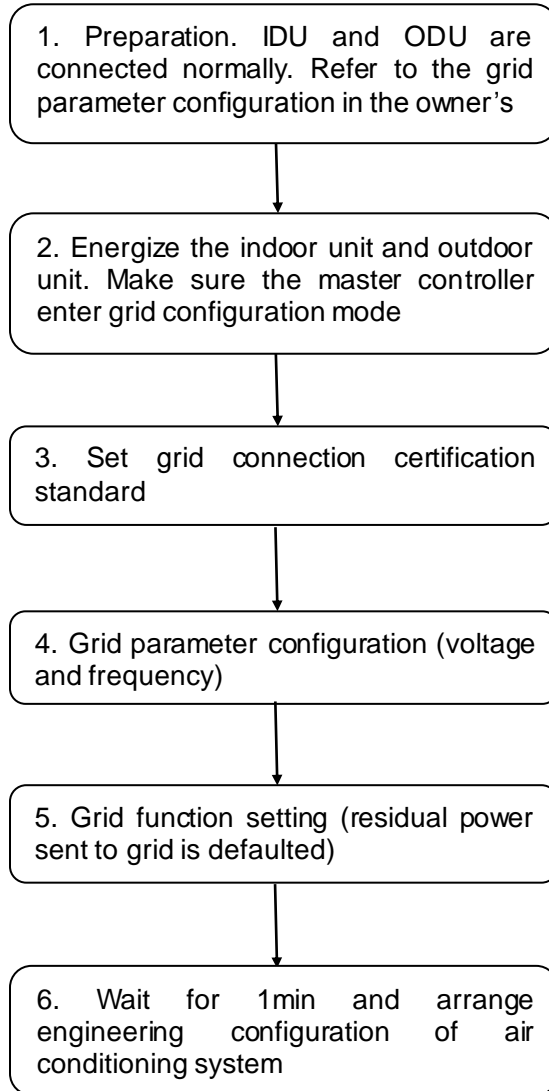 1. Preparation. IDU and ODU are
connected normally. Refer to the grid
parameter configuration in the owner’s
2. Energize the indoor unit and outdoor
unit. Make sure the master controller
enter grid configuration mode
3. Set grid connection certification
standard
4. Grid parameter configuration (voltage
and frequency)
5. Grid function setting (residual power
sent to grid is defaulted)
6. Wait for 1min and arrange
engineering configuration of air
conditioning system